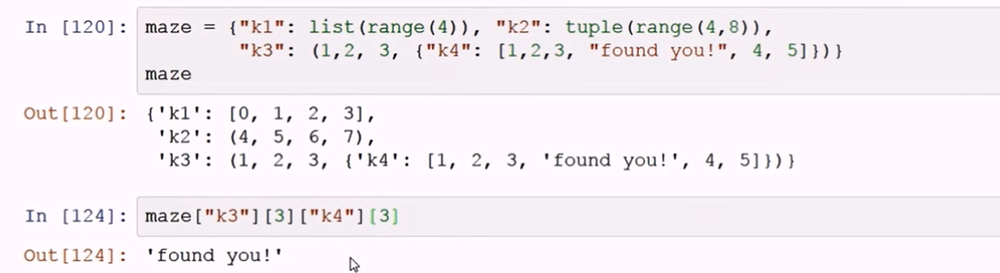 In [120]: maze = {"k1": list(range(4)), "k2": tuple(range(4,8)),
"k3": (1,2, 3, {"k4": [1,2,3, "found you!", 4, 5]})}
maze
Out[120]: {'k1': [0, 1, 2, 3],
'k2': (4, 5, 6, 7),
'k3': (1, 2, 3, {'k4': [1, 2, 3, 'found you!', 4, 5]})}
In [124]: maze["k3"][3]["k4"][3]
Out[124]: 'found you!'